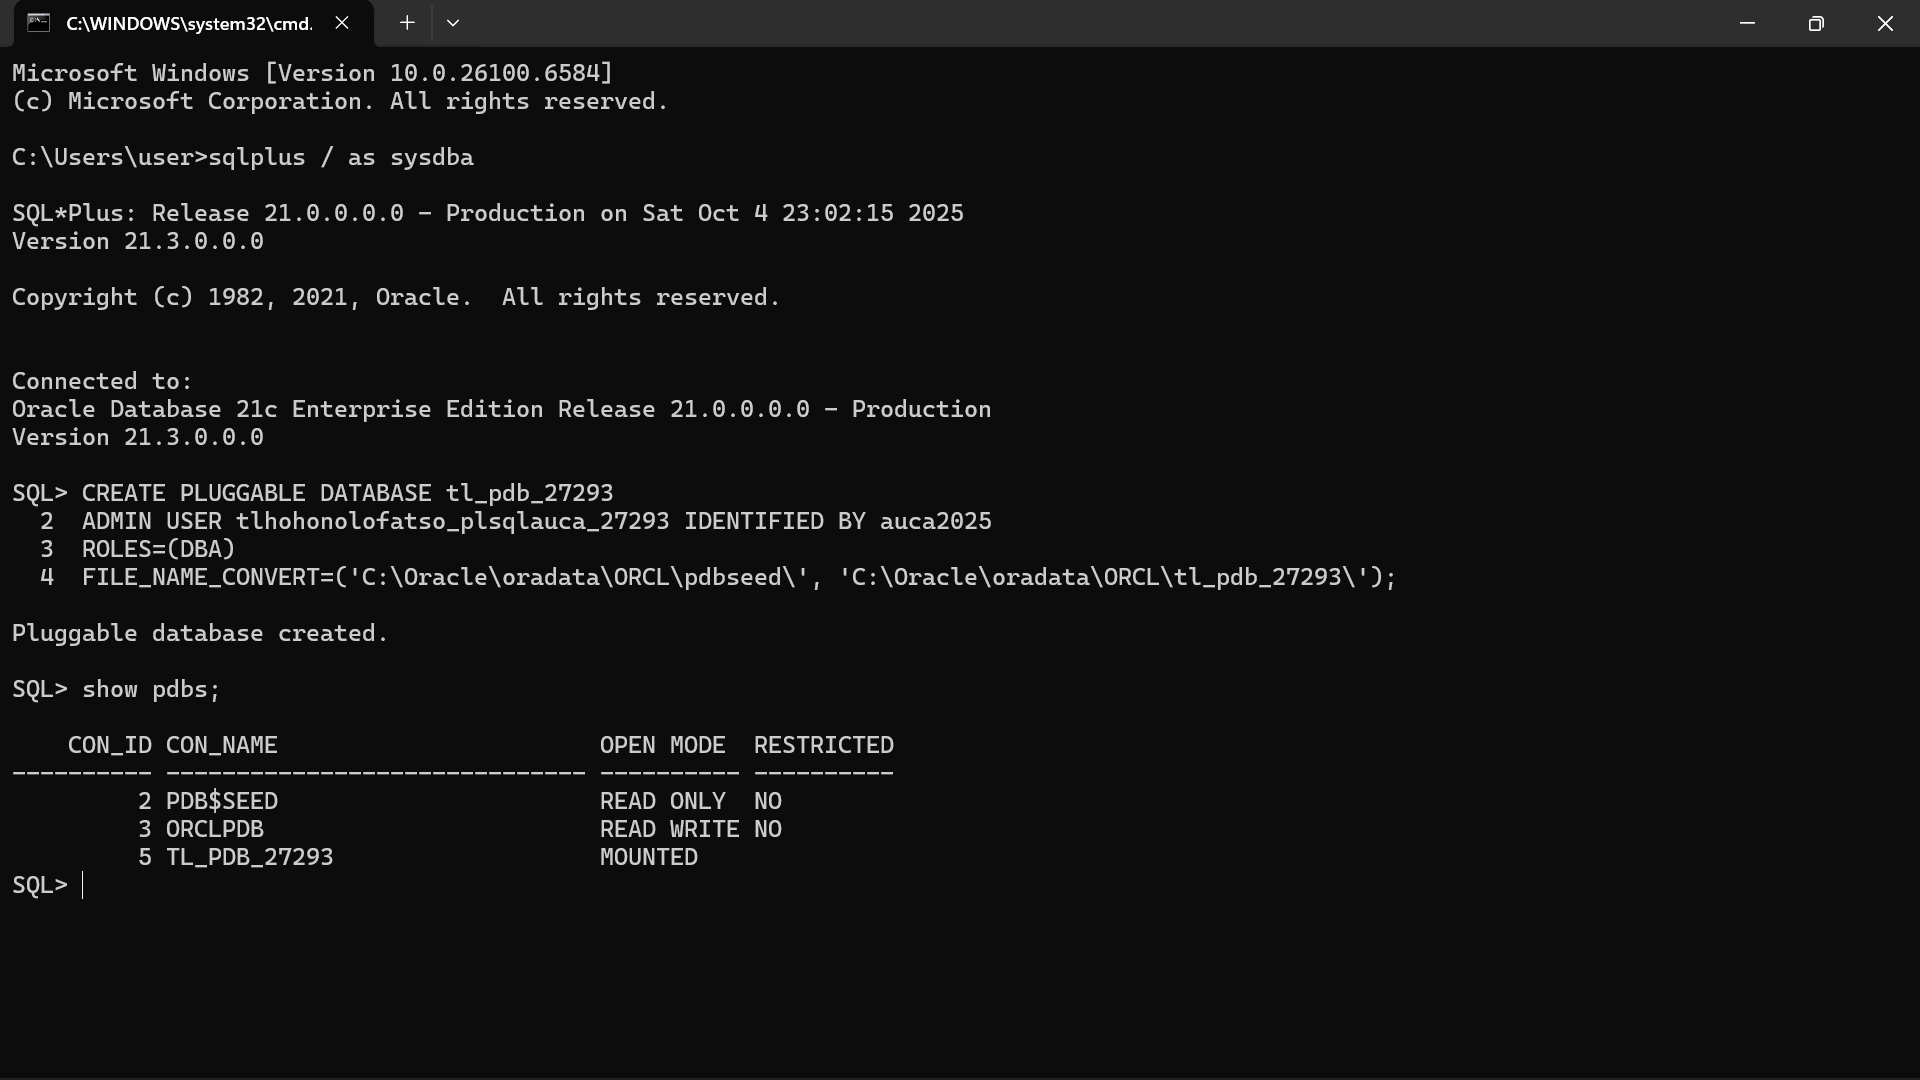 C:\WINDOWS\system32\cmd.
Microsoft Windows [Version 10.0.26100.6584]
(c) Microsoft Corporation. All rights reserved.
C:\Users\user>sqlplus / as sysdba
SQL*Plus: Release 21.0.0.0.0 - Production on Sat Oct 4 23:02:15 2025
Version 21.3.0.0.0
Copyright (c) 1982, 2021, Oracle.  All rights reserved.
Connected to:
Oracle Database 21c Enterprise Edition Release 21.0.0.0.0 - Production
Version 21.3.0.0.0
SQL> CREATE PLUGGABLE DATABASE tl_pdb_27293
  2  ADMIN USER tlhohonolofatso_plsqlauca_27293 IDENTIFIED BY auca2025
  3  ROLES=(DBA)
  4  FILE_NAME_CONVERT=('C:\Oracle\oradata\ORCL\pdbseed\', 'C:\Oracle\oradata\ORCL\tl_pdb_27293\');
Pluggable database created.
SQL> show pdbs;
    CON_ID CON_NAME                       OPEN MODE  RESTRICTED
---------- ------------------------------ ---------- ----------
         2 PDB$SEED                       READ ONLY  NO
         3 ORCLPDB                        READ WRITE NO
         5 TL_PDB_27293                   MOUNTED
SQL>